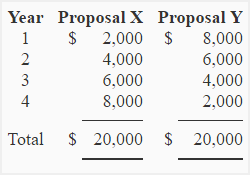 Year Proposal X Proposal Y
1 $ 2,000 $ 8,000
2 4,000 6,000
3 6,000 4,000
4 8,000 2,000
Total $ 20,000 $ 20,000